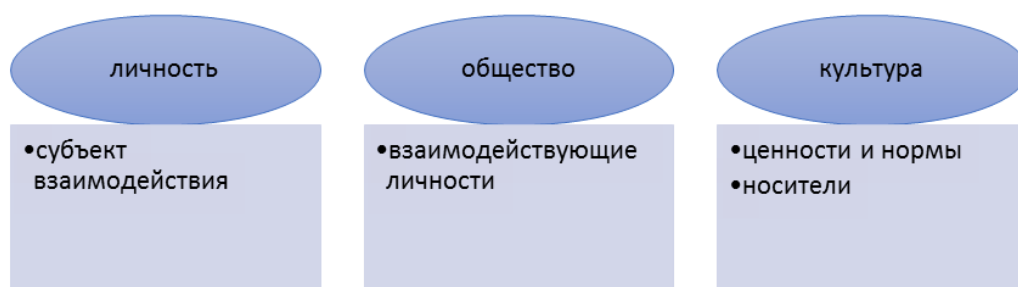 личность
•субъект
взаимодействия
общество
•взаимодействующие
личности
культура
•ценности и нормы
•носители